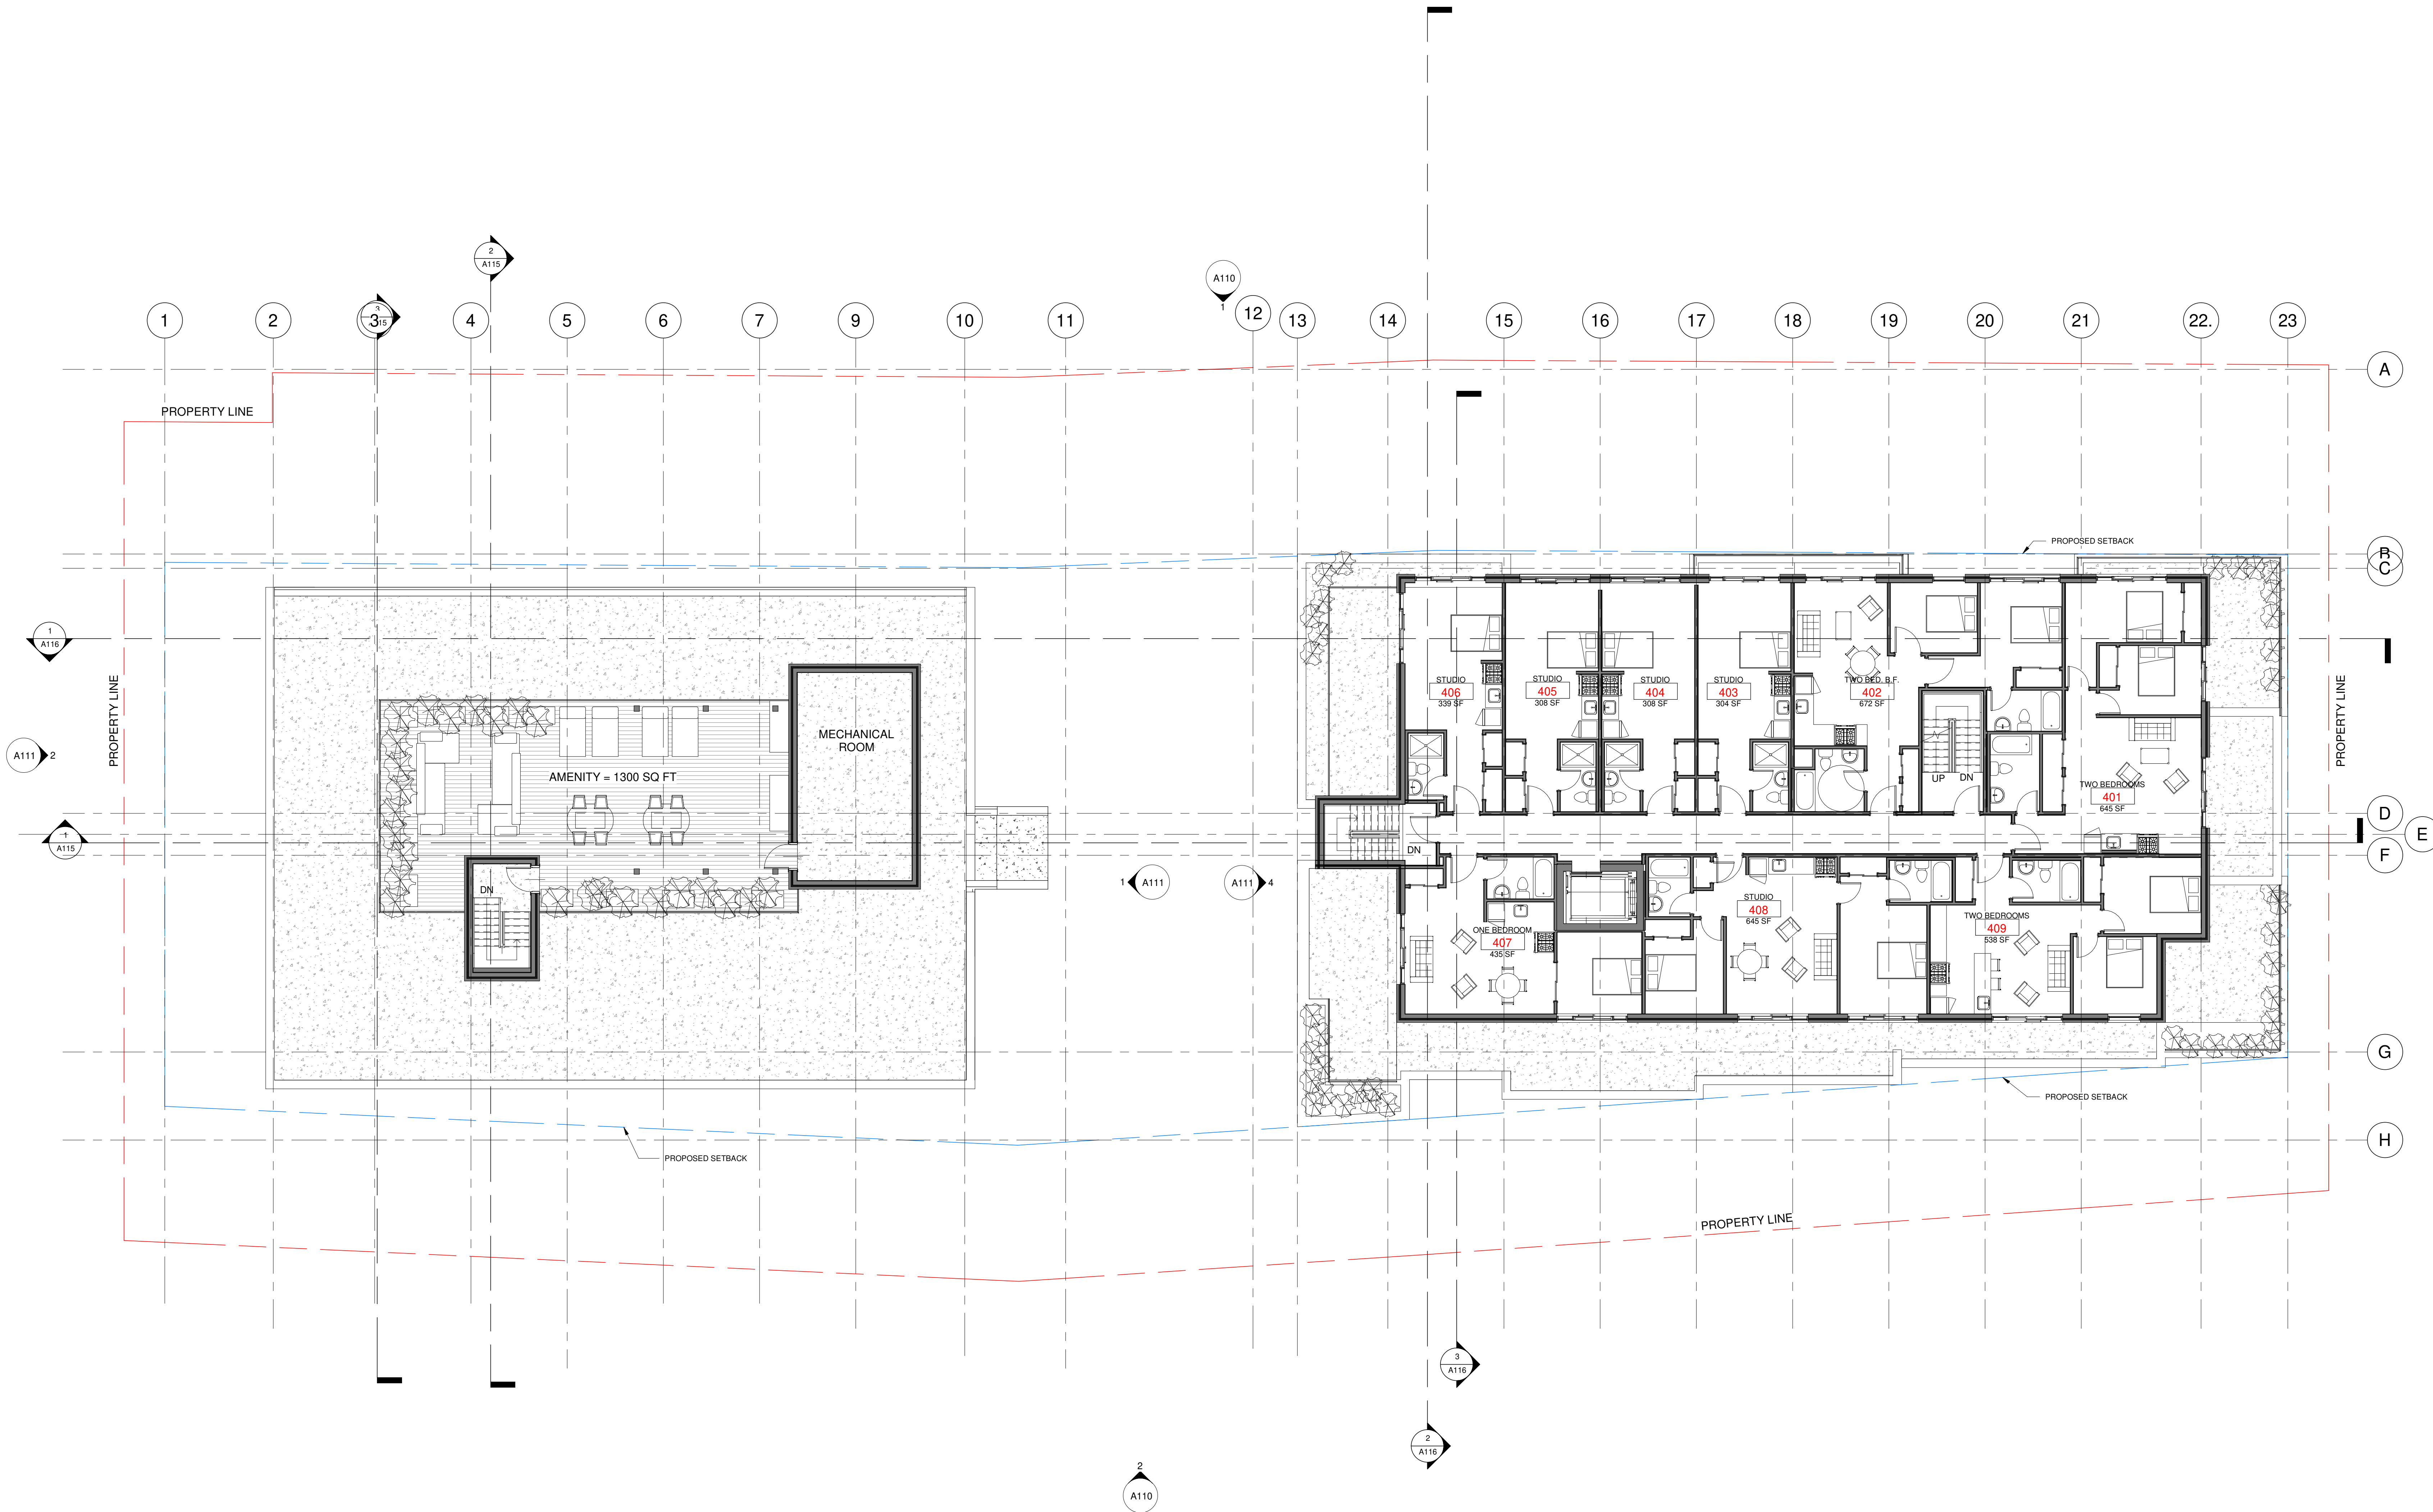 2
A115
A110
1
1
2
3
A115
4
5
6
7
9
10
11
12
13
14
15
16
17
18
19
20
21
22.
23
A
PROPERTY LINE
B
C
PROPOSED SETBACK
1
A116
PROPERTY LINE
PROPERTY LINE
STUDIO
406
339 SF
STUDIO
405
308 SF
STUDIO
404
308 SF
STUDIO
403
304 SF
TWO BED. B.F.
402
672 SF
MECHANICAL
ROOM
A111
2
AMENITY = 1300 SQ FT
UP
DN
TWO BEDROOMS
401
645 SF
D
E
F
1
A115
DN
DN
1
A111
A111
4
STUDIO
408
645 SF
ONE BEDROOM
407
435 SF
TWO BEDROOMS
409
538 SF
G
PROPOSED SETBACK
H
PROPOSED SETBACK
PROPERTY LINE
3
A116
2
A116
2
A110